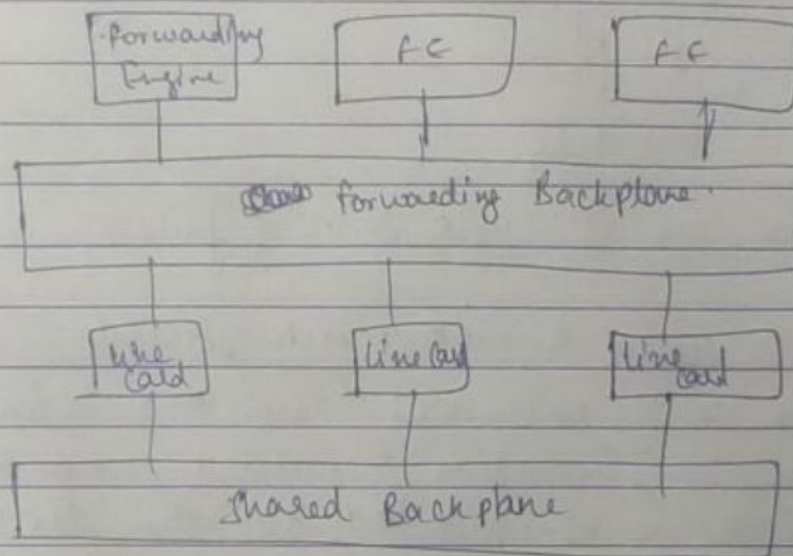 Forwarding
Engine
FE
FE
forwarding Backplane.
Line
Card
Line Card
Line
Card
Shared Backplane